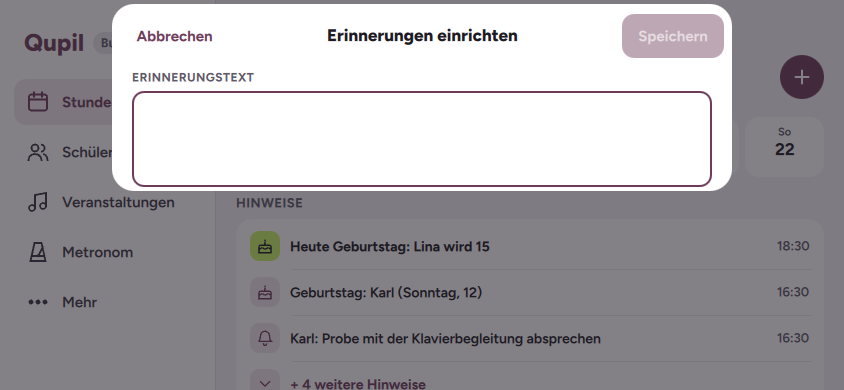 Abbrechen
Erinnerungen einrichten
Speichern
ERINNERUNGSTEXT
Qupil
Stunde
Schüler
Veranstaltungen
Metronom
Mehr
So
22
HINWEISE
Heute Geburtstag: Lina wird 15
18:30
Geburtstag: Karl (Sonntag, 12)
16:30
Karl: Probe mit der Klavierbegleitung absprechen
16:30
+ 4 weitere Hinweise